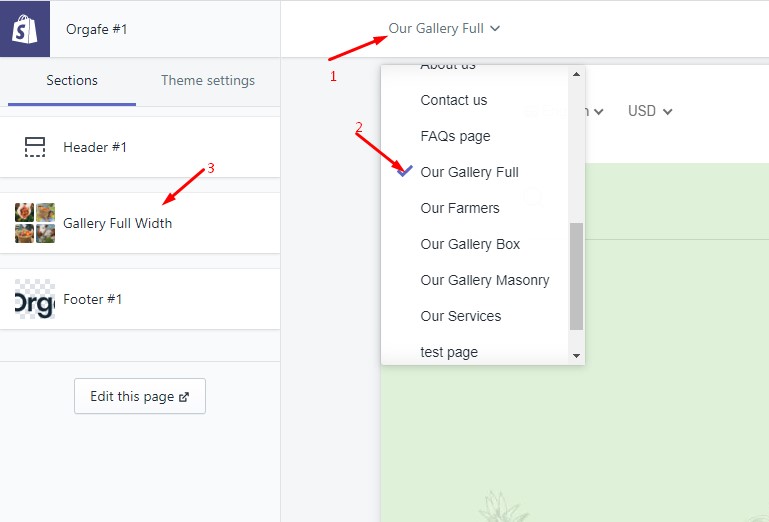 Orgafe #1
Our Gallery Full
1
Sections
Theme settings
About us
Contact us
USD
2
FAQs page
Header #1
3
Our Gallery Full
Our Farmers
Gallery Full Width
Our Gallery Box
Our Gallery Masonry
Footer #1
Our Services
test page
Edit this page